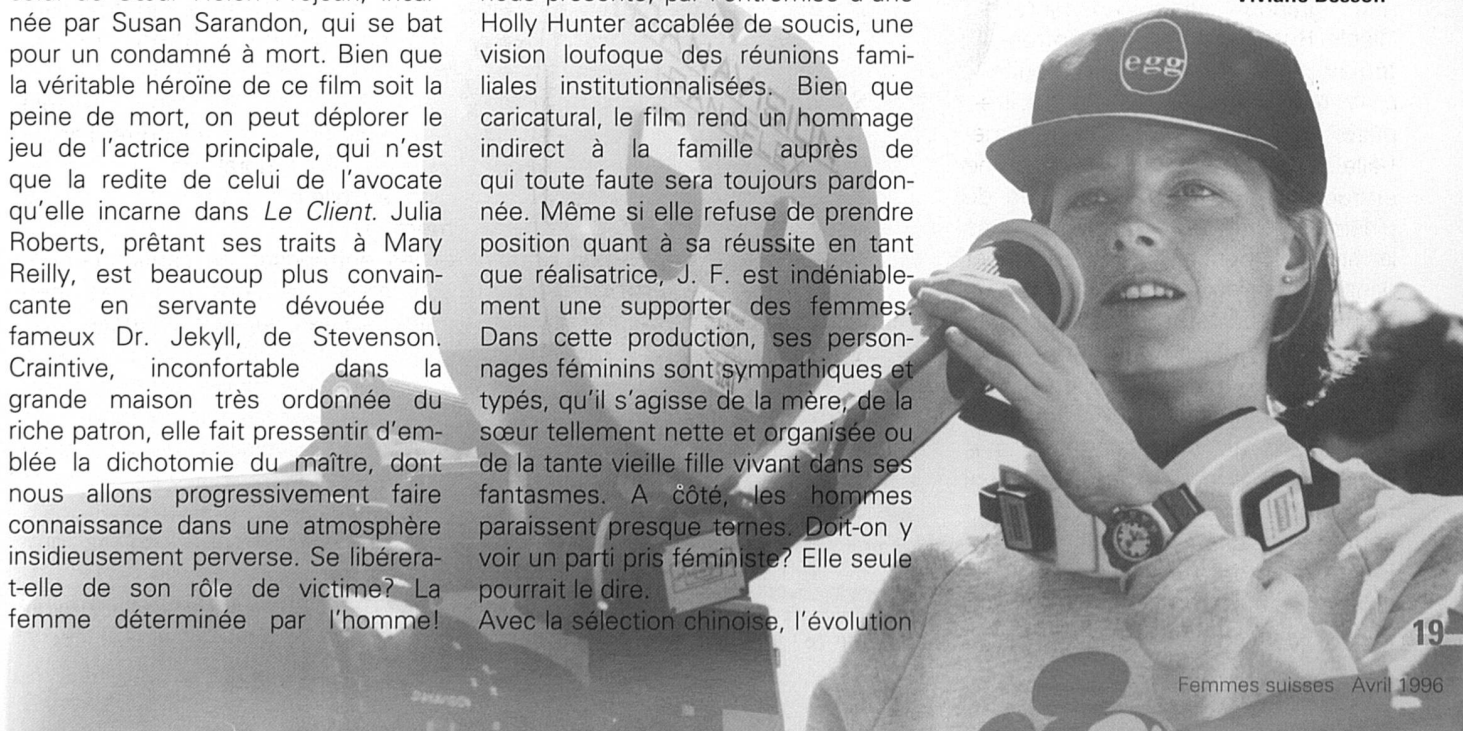 née par Susan Sarandon, qui se bat
pour un condamné à mort. Bien que
la véritable héroïne de ce film soit la
peine de mort, on peut déplorer le
jeu de l'actrice principale, qui n'est
que la redite de celui de l'avocate
qu'elle incarne dans Le Client. Julia
Roberts, prêtant ses traits à Mary
Reilly, est beaucoup plus convain-
cante en servante dévouée du
fameux Dr. Jekyll, de Stevenson.
Craintive, inconfortable dans la
grande maison très ordonnée du
riche patron, elle fait pressentir d'em-
blée la dichotomie du maître, dont
nous allons progressivement faire
connaissance dans une atmosphère
insidieusement perverse. Se libérera-
t-elle de son rôle de victime? La
femme déterminée par l'homme!
Holly Hunter accablée de soucis, une
vision loufoque des réunions fami-
liales institutionnalisées. Bien que
caricatural, le film rend un hommage
indirect à la famille auprès de
qui toute faute sera toujours pardon-
née. Même si elle refuse de prendre
position quant à sa réussite en tant
que réalisatrice, J. F. est indéniable-
ment une supporter des femmes.
Dans cette production, ses person-
nages féminins sont sympathiques et
typés, qu'il s'agisse de la mère, de la
sœur tellement nette et organisée ou
de la tante vieille fille vivant dans ses
fantasmes. A côté, les hommes
paraissent presque ternes. Doit-on y
voir un parti pris féministe? Elle seule
pourrait le dire.
Avec la sélection chinoise, l'évolution
egg
19
Femmes suisses Avril 1996